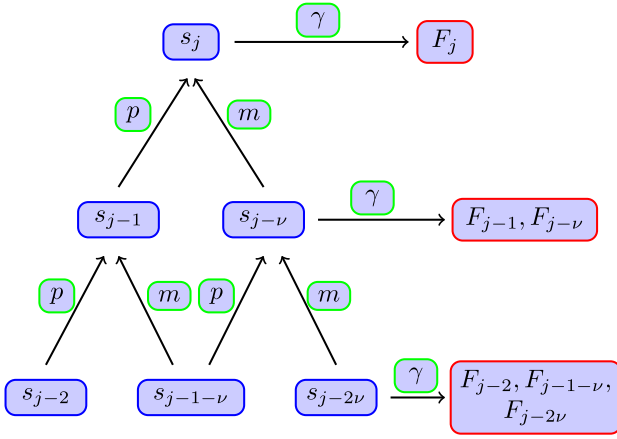 s_j γ F_j
p m
s_{j−1} s_{j−ν} γ F_{j−1}, F_{j−ν}
p m p m
s_{j−2} s_{j−1−ν} s_{j−2ν} γ F_{j−2}, F_{j−1−ν},
F_{j−2ν}